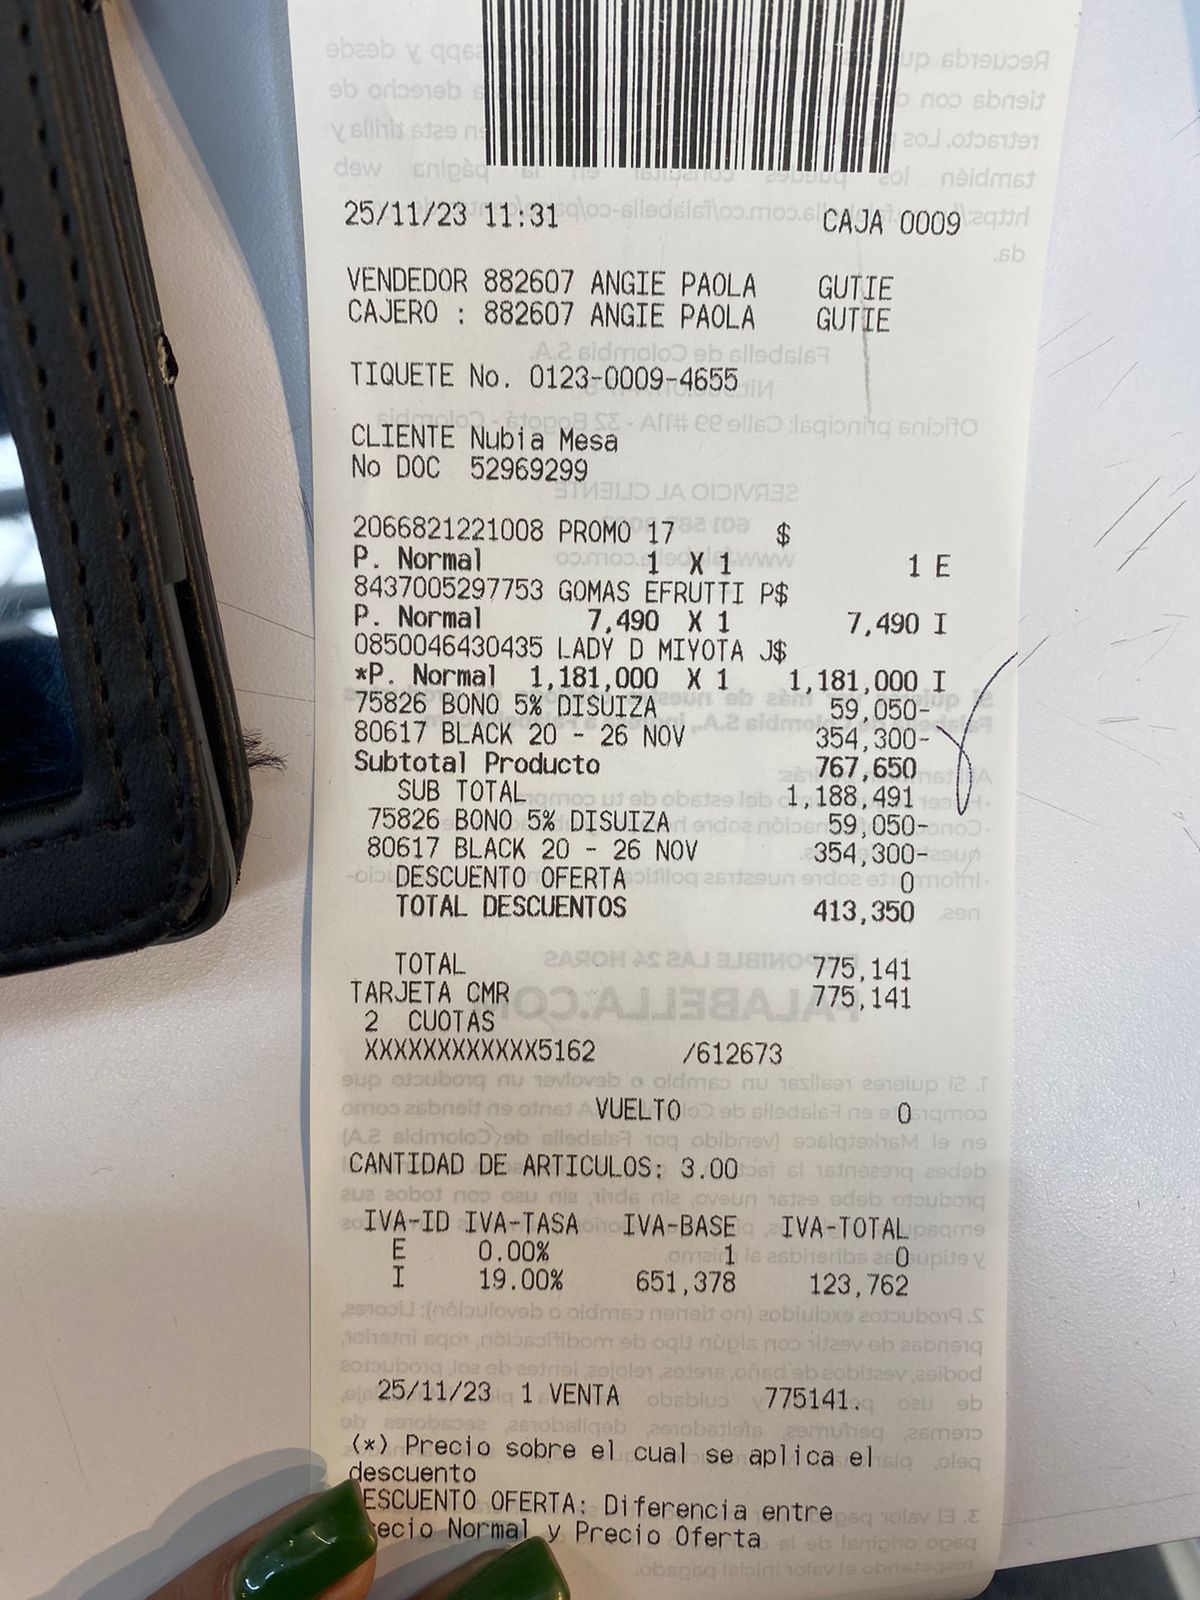 25/11/23 11:31 CAJA 0009
VENDEDOR 882607 ANGIE PAOLA GUTIE
CAJERO : 882607 ANGIE PAOLA GUTIE
TIQUETE No. 0123-0009-4655
CLIENTE Nubia Mesa
No DOC 52969299
2066821221008 PROMO 17 $
P. Normal 1 X 1 1 E
8437005297753 GOMAS EFRUTTI P$
P. Normal 7,490 X 1 7,490 I
0850046430435 LADY D MIYOTA J$
*P. Normal 1,181,000 X 1 1,181,000 I
75826 BONO 5% DISUIZA 59,050-
80617 BLACK 20 - 26 NOV 354,300-
Subtotal Producto 767,650
SUB TOTAL 1,188,491
75826 BONO 5% DISUIZA 59,050-
80617 BLACK 20 - 26 NOV 354,300-
DESCUENTO OFERTA 0
TOTAL DESCUENTOS 413,350
TOTAL 775,141
TARJETA CMR 775,141
2 CUOTAS
XXXXXXXXXXXX5162 /612673
VUELTO 0
CANTIDAD DE ARTICULOS: 3.00
IVA-ID IVA-TASA IVA-BASE IVA-TOTAL
E 0.00% 1 0
I 19.00% 651,378 123,762
25/11/23 1 VENTA 775141.
(*) Precio sobre el cual se aplica el
descuento
ESCUENTO OFERTA: Diferencia entre
ecio Normal y Precio Oferta